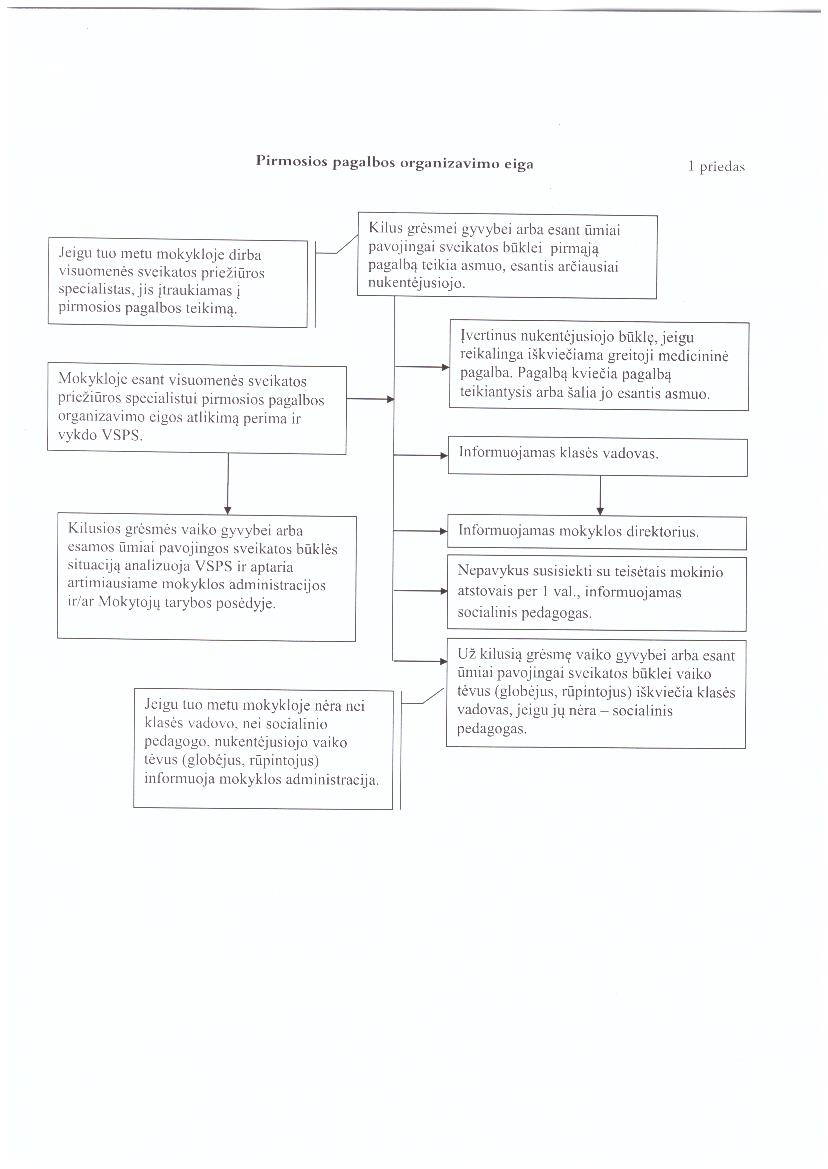 Pirmosios pagalbos organizavimo eiga
1 priedas
Kilus grėsmei gyvybei arba esant ūmiai
pavojingai sveikatos būklei pirmąją
pagalbą teikia asmuo, esantis arčiausiai
nukentėjusiojo.
Jeigu tuo metu mokykloje dirba
visuomenės sveikatos priežiūros
specialistas, jis įtraukiamas į
pirmosios pagalbos teikimą.
Įvertinus nukentėjusiojo būklę, jeigu
reikalinga iškviečiama greitoji medicininė
pagalba. Pagalbą kviečia pagalbą
teikiantysis arba šalia jo esantis asmuo.
Mokykloje esant visuomenės sveikatos
priežiūros specialistui pirmosios pagalbos
organizavimo eigos atlikimą perima ir
vykdo VSPS.
Informuojamas klasės vadovas.
Kilusios grėsmės vaiko gyvybei arba
esamos ūmiai pavojingos sveikatos būklės
situaciją analizuoja VSPS ir aptaria
artimiausiame mokyklos administracijos
ir/ar Mokytojų tarybos posėdyje.
Informuojamas mokyklos direktorius.
Nepavykus susisiekti su teisėtais mokinio
atstovais per 1 val., informuojamas
socialinis pedagogas.
Už kilusią grėsmę vaiko gyvybei arba esant
ūmiai pavojingai sveikatos būklei vaiko
tėvus (globėjus, rūpintojus) iškviečia klasės
vadovas, jeigu jų nėra – socialinis
pedagogas.
Jeigu tuo metu mokykloje nėra nei
klasės vadovo, nei socialinio
pedagogo, nukentėjusiojo vaiko
tėvus (globėjus, rūpintojus)
informuoja mokyklos administracija.